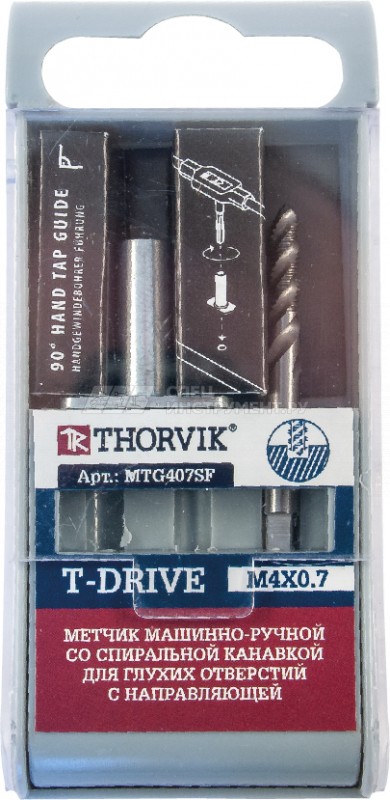 90° HAND TAP GUIDE
HANDGEWINDEBOHRER FÜHRUNG
THORVIK®
Арт.: MTG407SF
T-DRIVE
M4X0.7
МЕТЧИК МАШИННО-РУЧНОЙ
СО СПИРАЛЬНОЙ КАНАВКОЙ
ДЛЯ ГЛУХИХ ОТВЕРСТИЙ
С НАПРАВЛЯЮЩЕЙ